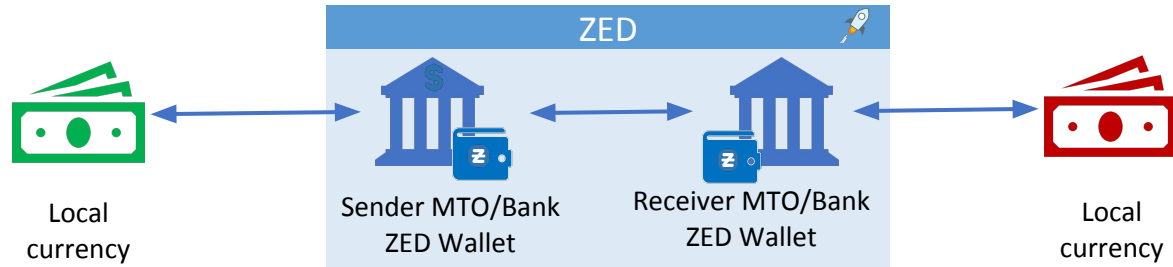 ZED
$
Sender MTO/Bank
ZED Wallet
Receiver MTO/Bank
ZED Wallet
Local
currency
Local
currency